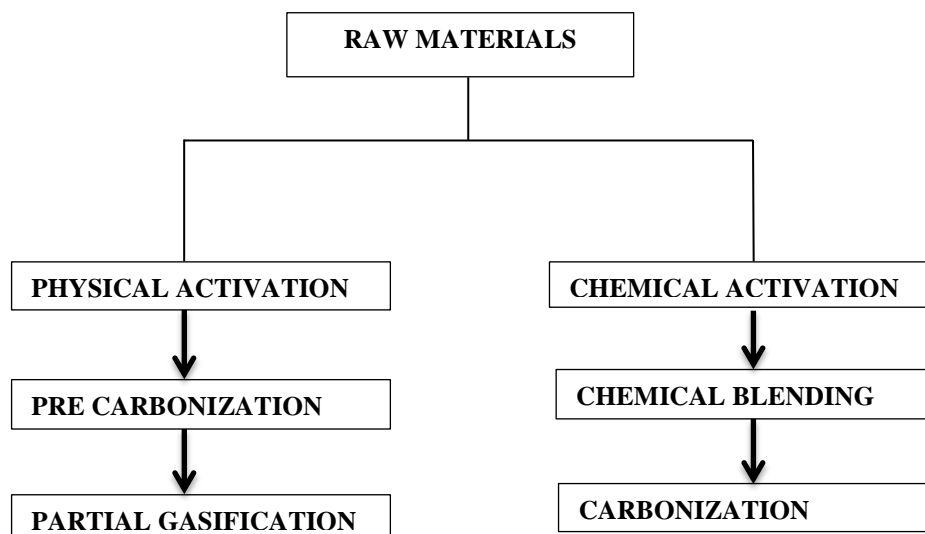 RAW MATERIALS
PHYSICAL ACTIVATION
CHEMICAL ACTIVATION
PRE CARBONIZATION
CHEMICAL BLENDING
PARTIAL GASIFICATION
CARBONIZATION